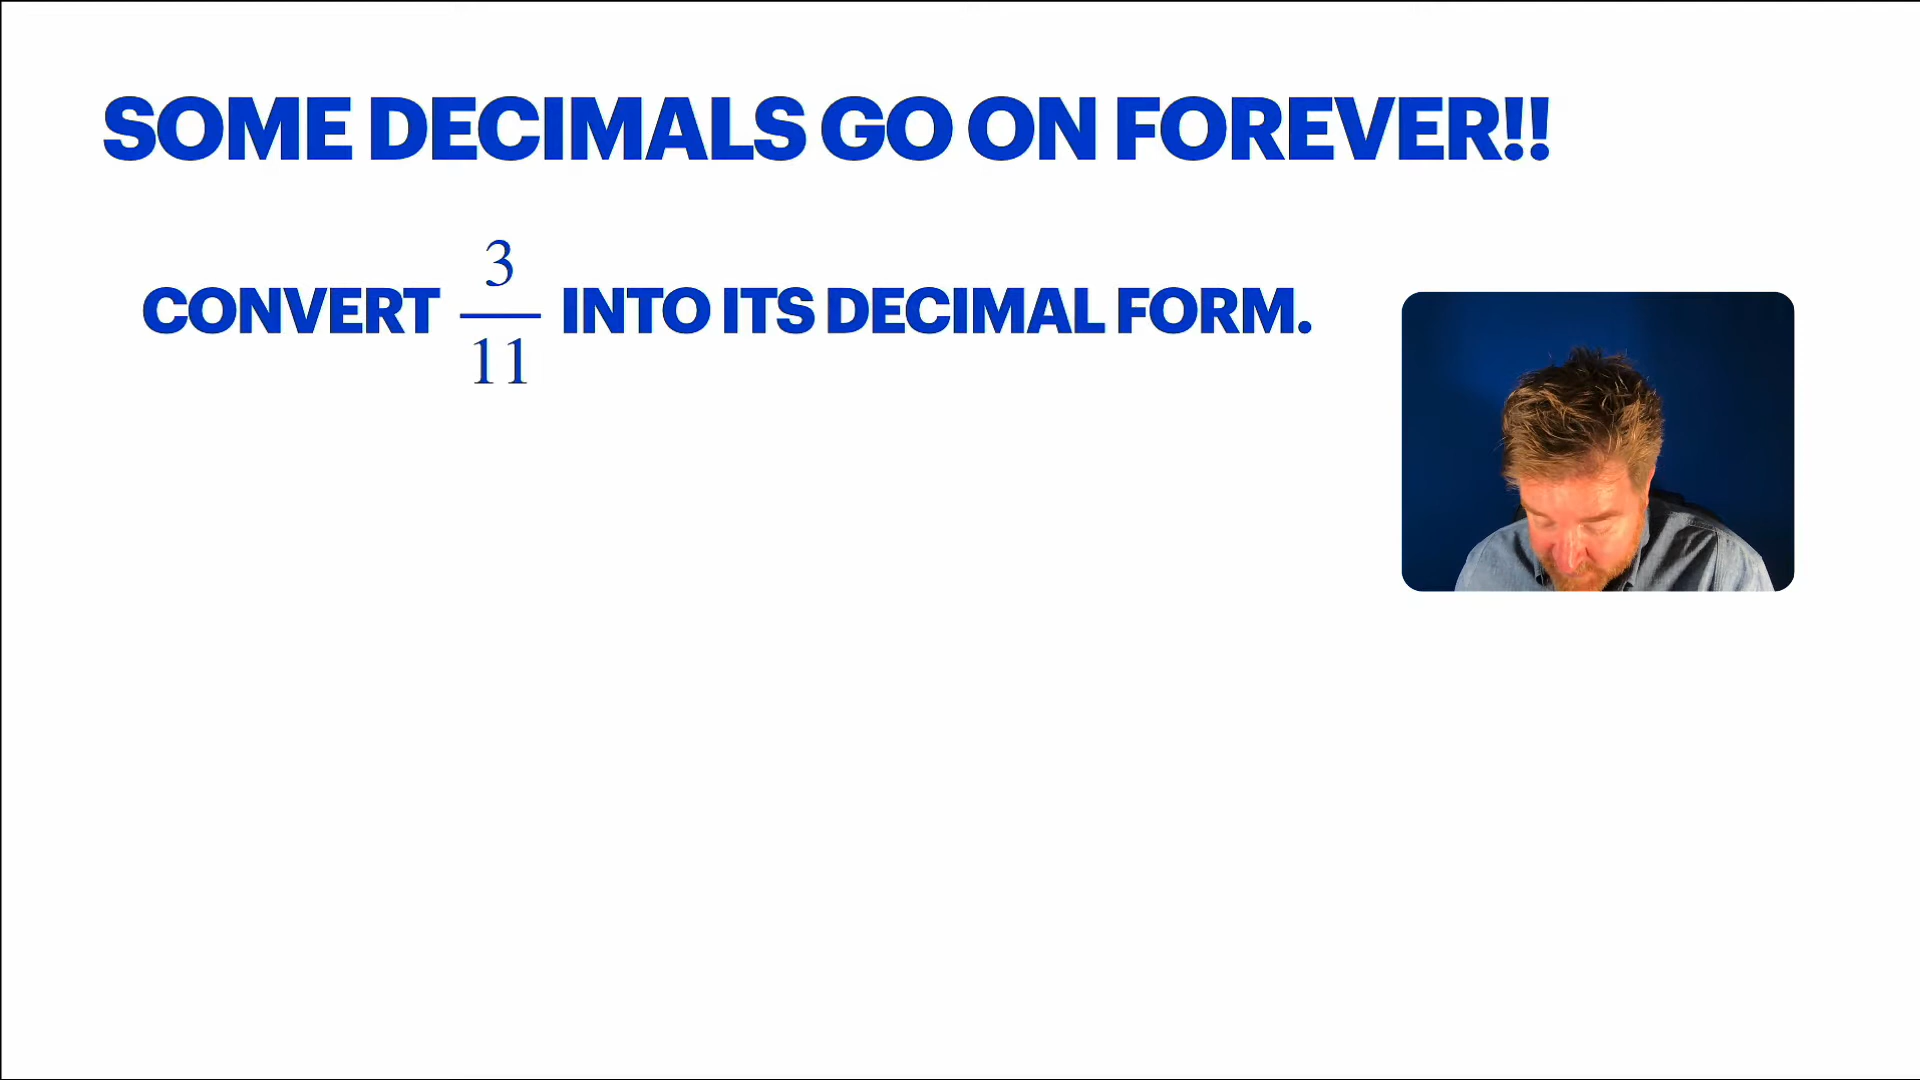 SOME DECIMALS GO ON FOREVER!!
CONVERT 3/11 INTO ITS DECIMAL FORM.